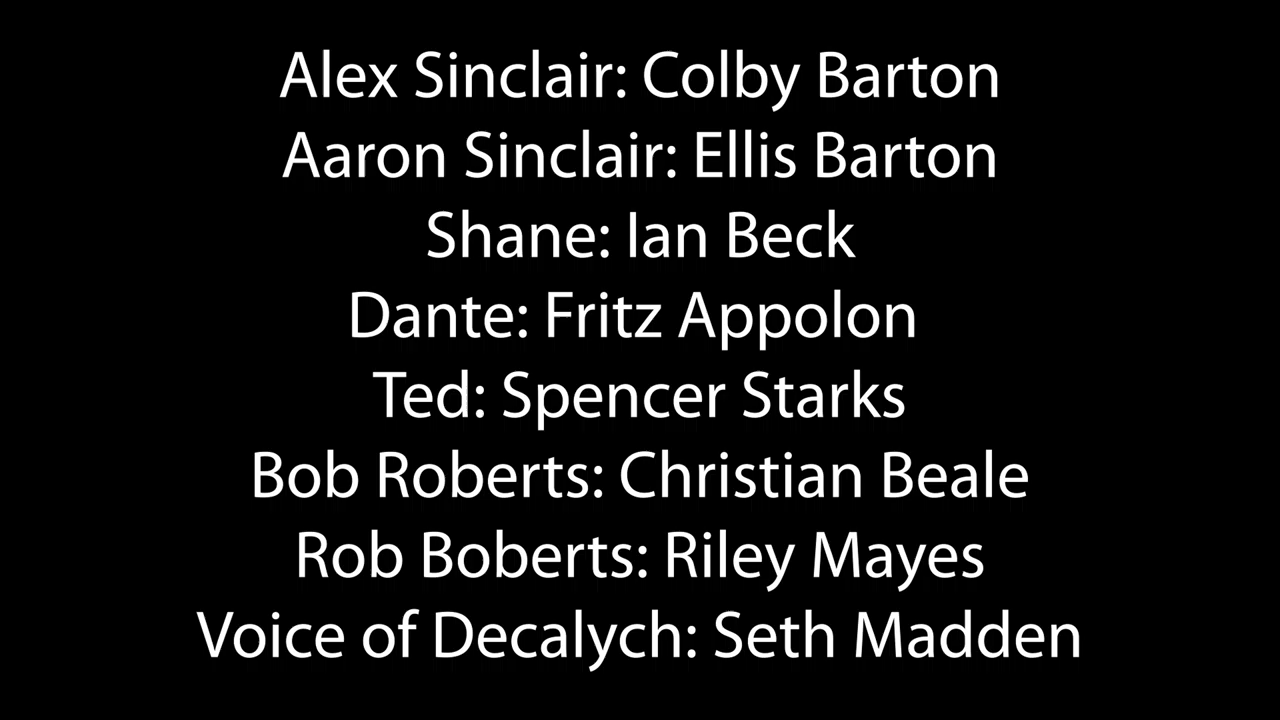 Alex Sinclair: Colby Barton
Aaron Sinclair: Ellis Barton
Shane: Ian Beck
Dante: Fritz Appolon
Ted: Spencer Starks
Bob Roberts: Christian Beale
Rob Boberts: Riley Mayes
Voice of Decalych: Seth Madden